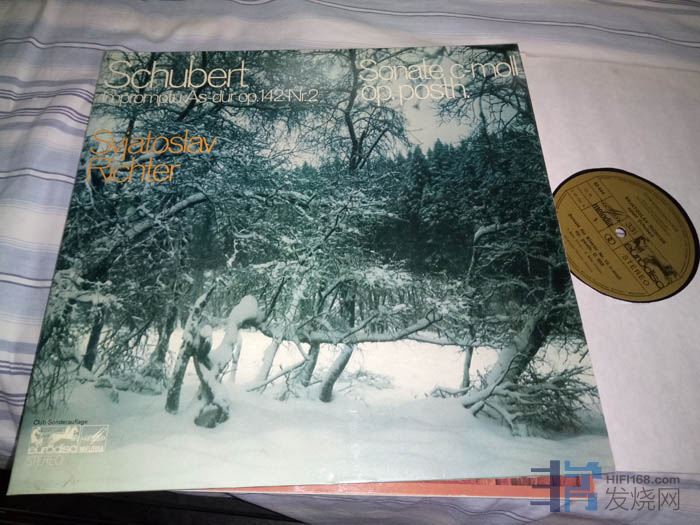 Schubert
Impromptu As-dur op.142-Nr.2
Sonate c-moll
op. posth.
Svjatoslav
Richter
Club-Sonderauflage
eurodisc
STEREO
MELODIA
eurodisc
STEREO
HIFI168.com
发烧网